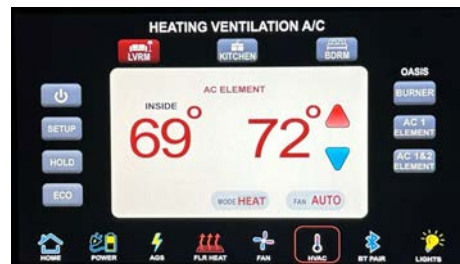 HEATING VENTILATION A/C
LVRM
KITCHEN
BDRM
OASIS
BURNER
AC 1
ELEMENT
AC 1&2
ELEMENT
SETUP
HOLD
ECO
AC ELEMENT
INSIDE
69°
72°
MODE HEAT
FAN AUTO
HOME
POWER
AGS
FLR HEAT
FAN
HVAC
BT PAIR
LIGHTS